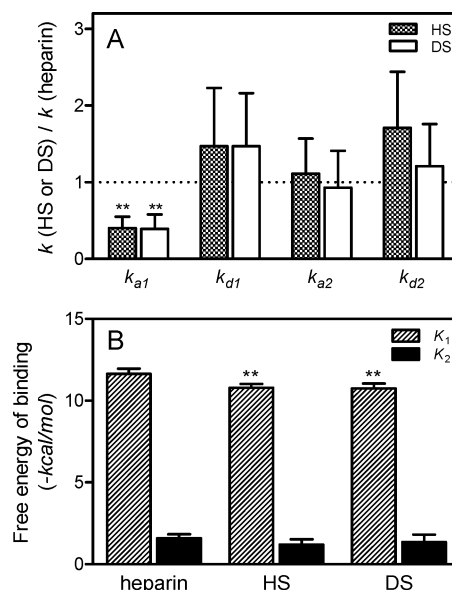 A
HS
DS
k (HS or DS) / k (heparin)
3
2
1
0
** **
ka1 kd1 ka2 kd2
B
K1
K2
Free energy of binding
(-kcal/mol)
15
10
5
0
** **
heparin HS DS